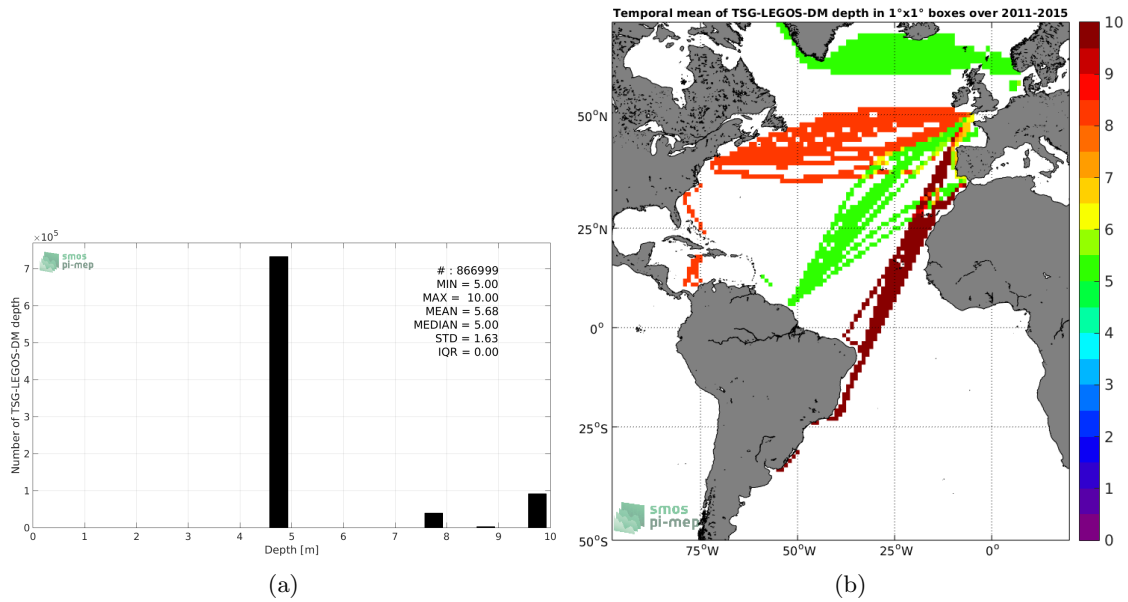 ×10⁵
7
6
5
4
3
2
1
0
Number of TSG-LEGOS-DM depth
smos
pi-mep
# : 866999
MIN = 5.00
MAX = 10.00
MEAN = 5.68
MEDIAN = 5.00
STD = 1.63
IQR = 0.00
0 1 2 3 4 5 6 7 8 9 10
Depth [m]
(a)
Temporal mean of TSG-LEGOS-DM depth in 1°x1° boxes over 2011-2015
50°N
25°N
0°
25°S
50°S
smos
pi-mep
75°W 50°W 25°W 0°
10
9
8
7
6
5
4
3
2
1
0
(b)